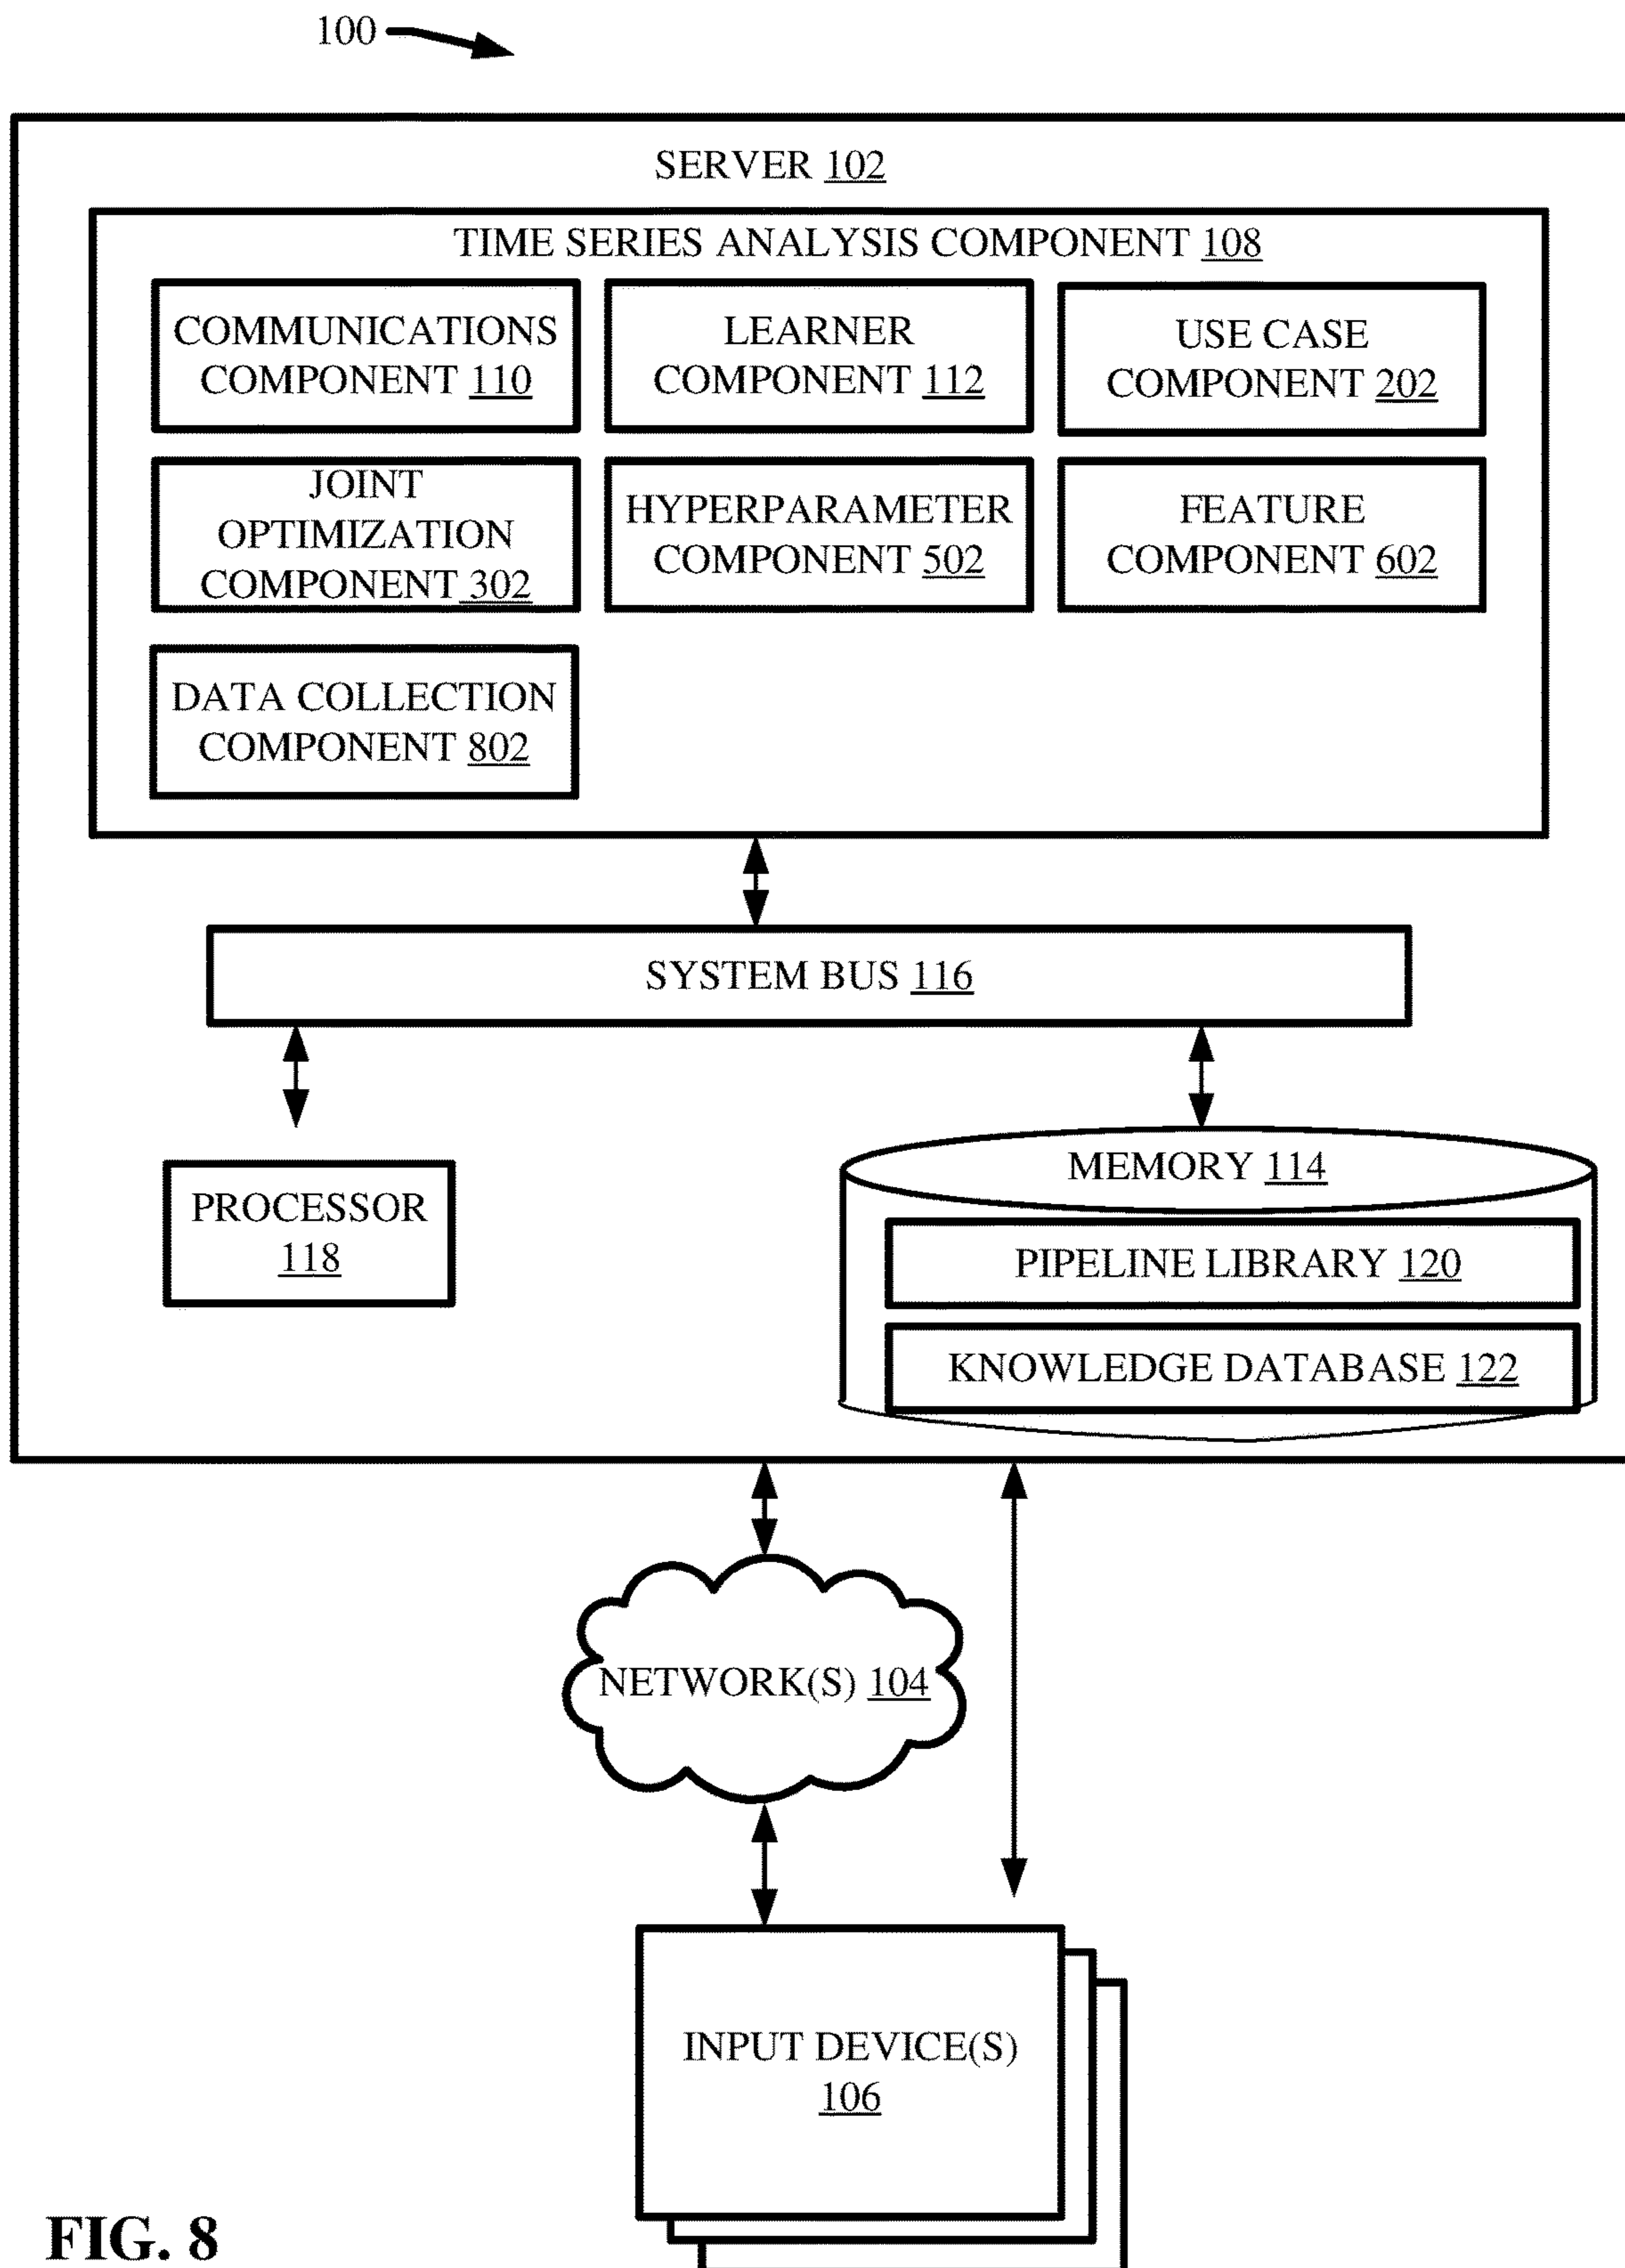 100
SERVER 102
TIME SERIES ANALYSIS COMPONENT 108
COMMUNICATIONS
COMPONENT 110
LEARNER
COMPONENT 112
USE CASE
COMPONENT 202
JOINT
OPTIMIZATION
COMPONENT 302
HYPERPARAMETER
COMPONENT 502
FEATURE
COMPONENT 602
DATA COLLECTION
COMPONENT 802
SYSTEM BUS 116
PROCESSOR
118
MEMORY 114
PIPELINE LIBRARY 120
KNOWLEDGE DATABASE 122
NETWORK(S) 104
INPUT DEVICE(S)
106
FIG. 8